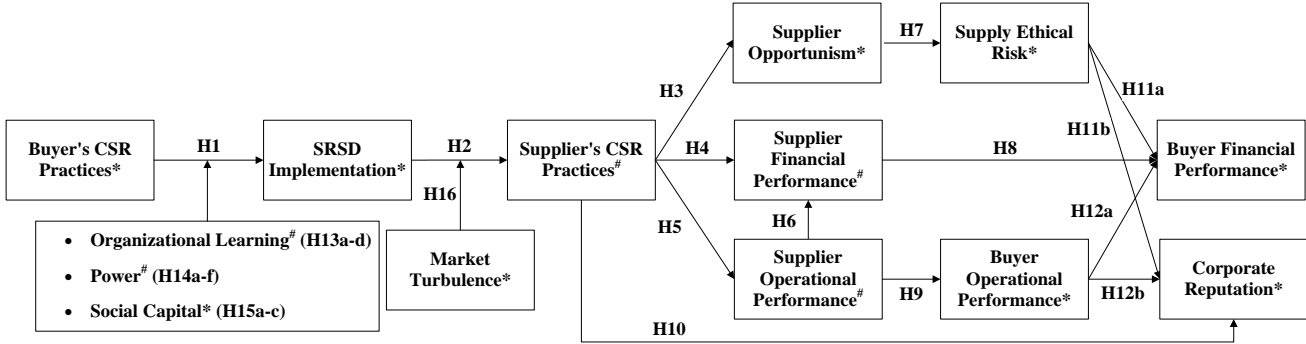 Buyer's CSR
Practices*
H1
SRSD
Implementation*
H2
Supplier's CSR
Practices#
H16
• Organizational Learning# (H13a-d)
• Power# (H14a-f)
• Social Capital* (H15a-c)
Market
Turbulence*
H3
H4
H5
Supplier
Opportunism*
H7
Supply Ethical
Risk*
Supplier
Financial
Performance#
H8
H6
Supplier
Operational
Performance#
H9
Buyer
Operational
Performance*
H11a
H11b
H12a
H12b
Buyer Financial
Performance*
Corporate
Reputation*
H10